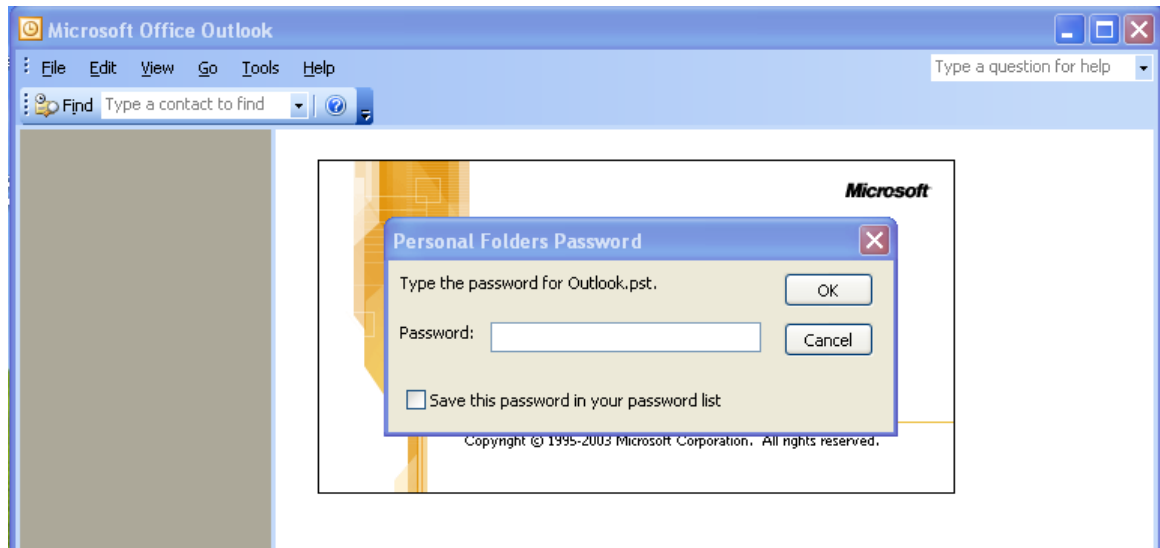 Microsoft Office Outlook
File Edit View Go Tools Help
Type a question for help
Find Type a contact to find
Microsoft
Personal Folders Password
Type the password for Outlook.pst.
OK
Password:
Cancel
Save this password in your password list
Copyright © 1995-2003 Microsoft Corporation. All rights reserved.